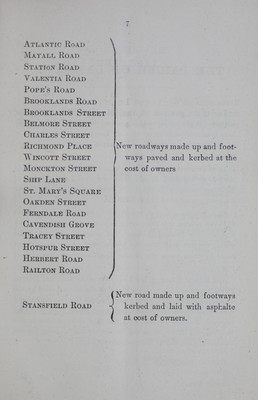 7
Atlantic Road
Mayall Road
Station Road
Valentia Road
Pope's Road
Brooklands Road
Brooklands Street
Belmore Street
Charles Street
Richmond Place
Wincott Street
Monckton Street
Ship Lane
St. Mary's Square
Oakden Street
Ferndale Road
Cavendish Grove
Tracey Street
Hotspur Street
Herbert Road
Railton Road
New roadways made up and foot-
ways paved and kerbed at the
cost of owners
Stansfield Road
New road made up and footways
kerbed and laid with asphalte
at cost of owners.